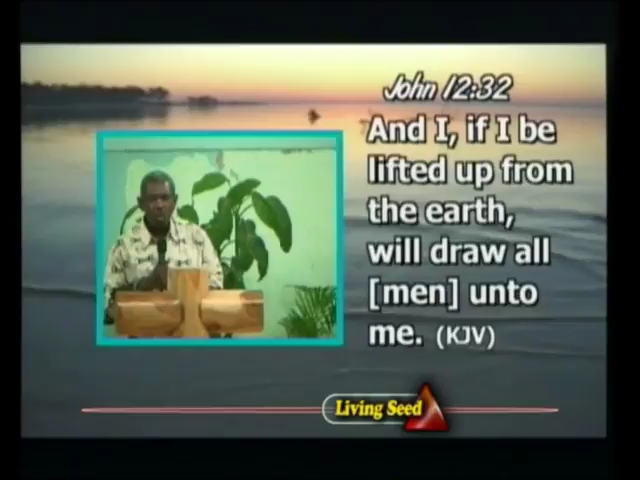 John 12:32
And I, if I be
lifted up from
the earth,
will draw all
[men] unto
me. (KJV)
Living Seed